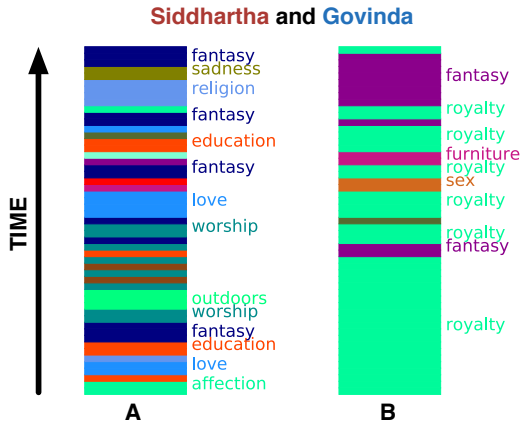 Siddhartha and Govinda
TIME
fantasy
sadness
religion
fantasy
education
fantasy
love
worship
outdoors
worship
fantasy
education
love
affection
A
fantasy
royalty
royalty
furniture
royalty
sex
royalty
royalty
fantasy
royalty
B